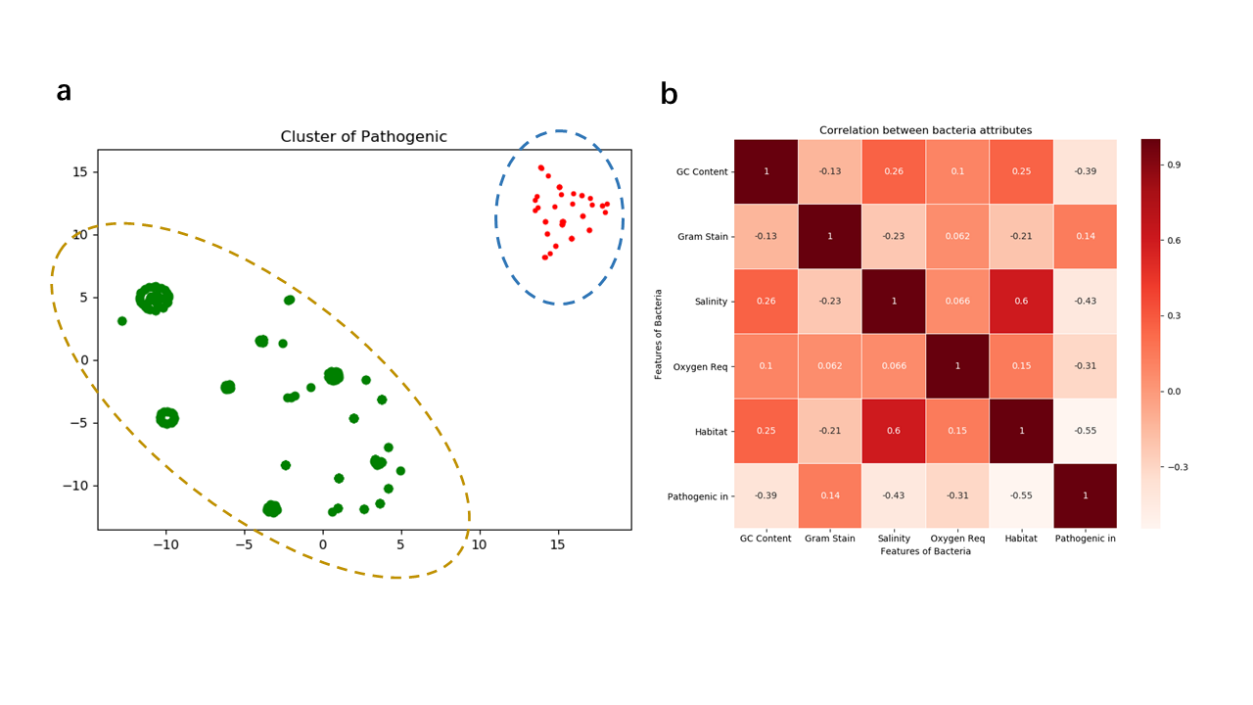 a
Cluster of Pathogenic
15
10
5
0
−5
−10
−10
−5
0
5
10
15
b
Correlation between bacteria attributes
Features of Bacteria
GC Content
1
-0.13
0.26
0.1
0.25
-0.39
Gram Stain
-0.13
1
-0.23
0.062
-0.21
0.14
Salinity
0.26
-0.23
1
0.066
0.6
-0.43
Oxygen Req
0.1
0.062
0.066
1
0.15
-0.31
Habitat
0.25
-0.21
0.6
0.15
1
-0.55
Pathogenic in
-0.39
0.14
-0.43
-0.31
-0.55
1
GC Content
Gram Stain
Salinity
Oxygen Req
Habitat
Pathogenic in
Features of Bacteria
0.9
0.6
0.3
0.0
−0.3